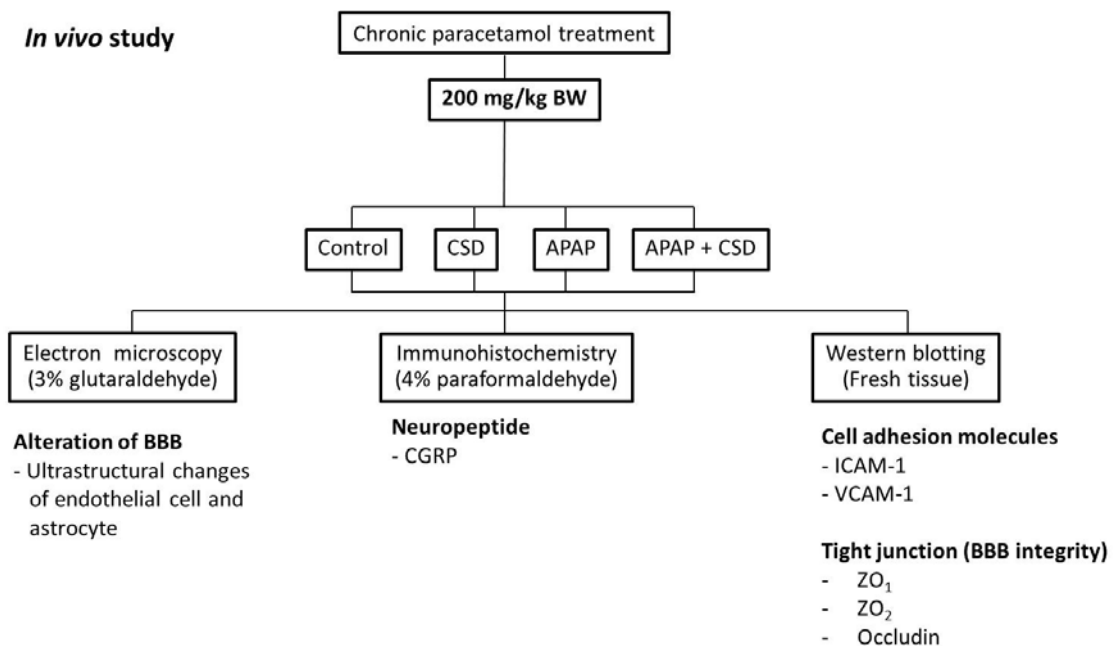 In vivo study
Chronic paracetamol treatment
200 mg/kg BW
Control
CSD
APAP
APAP + CSD
Electron microscopy
(3% glutaraldehyde)
Alteration of BBB
- Ultrastructural changes
of endothelial cell and
astrocyte
Immunohistochemistry
(4% paraformaldehyde)
Neuropeptide
- CGRP
Western blotting
(Fresh tissue)
Cell adhesion molecules
- ICAM-1
- VCAM-1
Tight junction (BBB integrity)
- ZO₁
- ZO₂
- Occludin